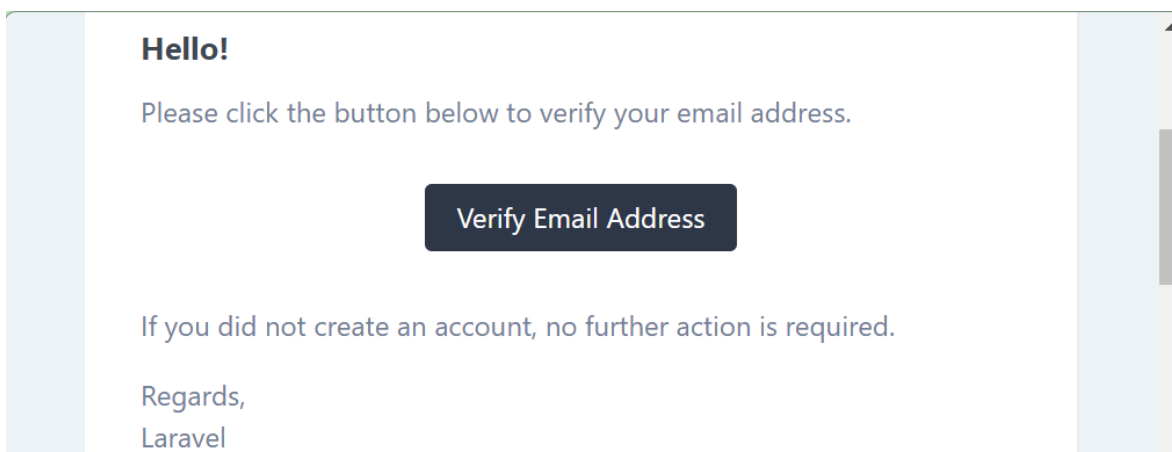 Hello!
Please click the button below to verify your email address.
Verify Email Address
If you did not create an account, no further action is required.
Regards,
Laravel